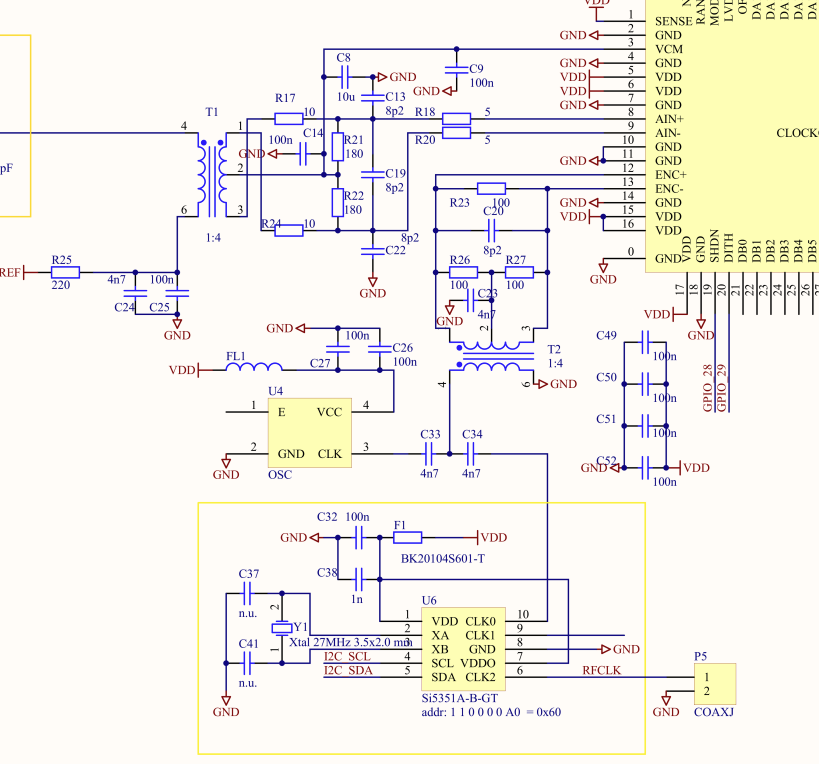 VDD
1 SENSE
GND 2 GND
3 VCM
GND 4 GND
VDD 5 VDD
VDD 6 VDD
GND 7 GND
8 AIN+
9 AIN-
10 GND
GND 11 GND
12 ENC+
13 ENC-
GND 14 GND
VDD 15 VDD
16 VDD
0 GND
GND
RAN
MOD
LVD
OF
DA
DA
DA
DA
DA
CLOCK
VDD
GND
SHDN
DITH
DB0
DB1
DB2
DB3
DB4
DB5
17
18
19
20
21
22
23
24
25
26
27
VDD
GND
GPIO_28
GPIO_29
C8
10u
GND
C9
100n
GND
C13
8p2
T1
4
1
2
3
6
1:4
pF
R17
10
100n
C14
GND
R21
180
R22
180
C19
8p2
R24
10
8p2
C22
GND
R18
5
R20
5
R23
100
C20
8p2
R26
100
R27
100
C23
4n7
GND
2
3
T2
1:4
4
6
GND
REF
R25
220
4n7
C24
100n
C25
GND
GND
100n
C27
C26
100n
VDD
FL1
U4
1 E VCC 4
2 GND CLK 3
GND
OSC
C33
4n7
C34
4n7
C49
100n
C50
100n
C51
100n
C52
GND
VDD
100n
C32 100n
GND
F1
VDD
BK20104S601-T
C38
1n
C37
n.u.
2
Y1
Xtal 27MHz 3.5x2.0 mm
1
C41
n.u.
GND
U6
1 VDD CLK0 10
2 XA CLK1 9
3 XB GND 8 GND
I2C_SCL 4 SCL VDDO 7
I2C_SDA 5 SDA CLK2 6 RFCLK
Si5351A-B-GT
addr: 1 1 0 0 0 0 A0 = 0x60
P5
1
2
GND
COAXJ